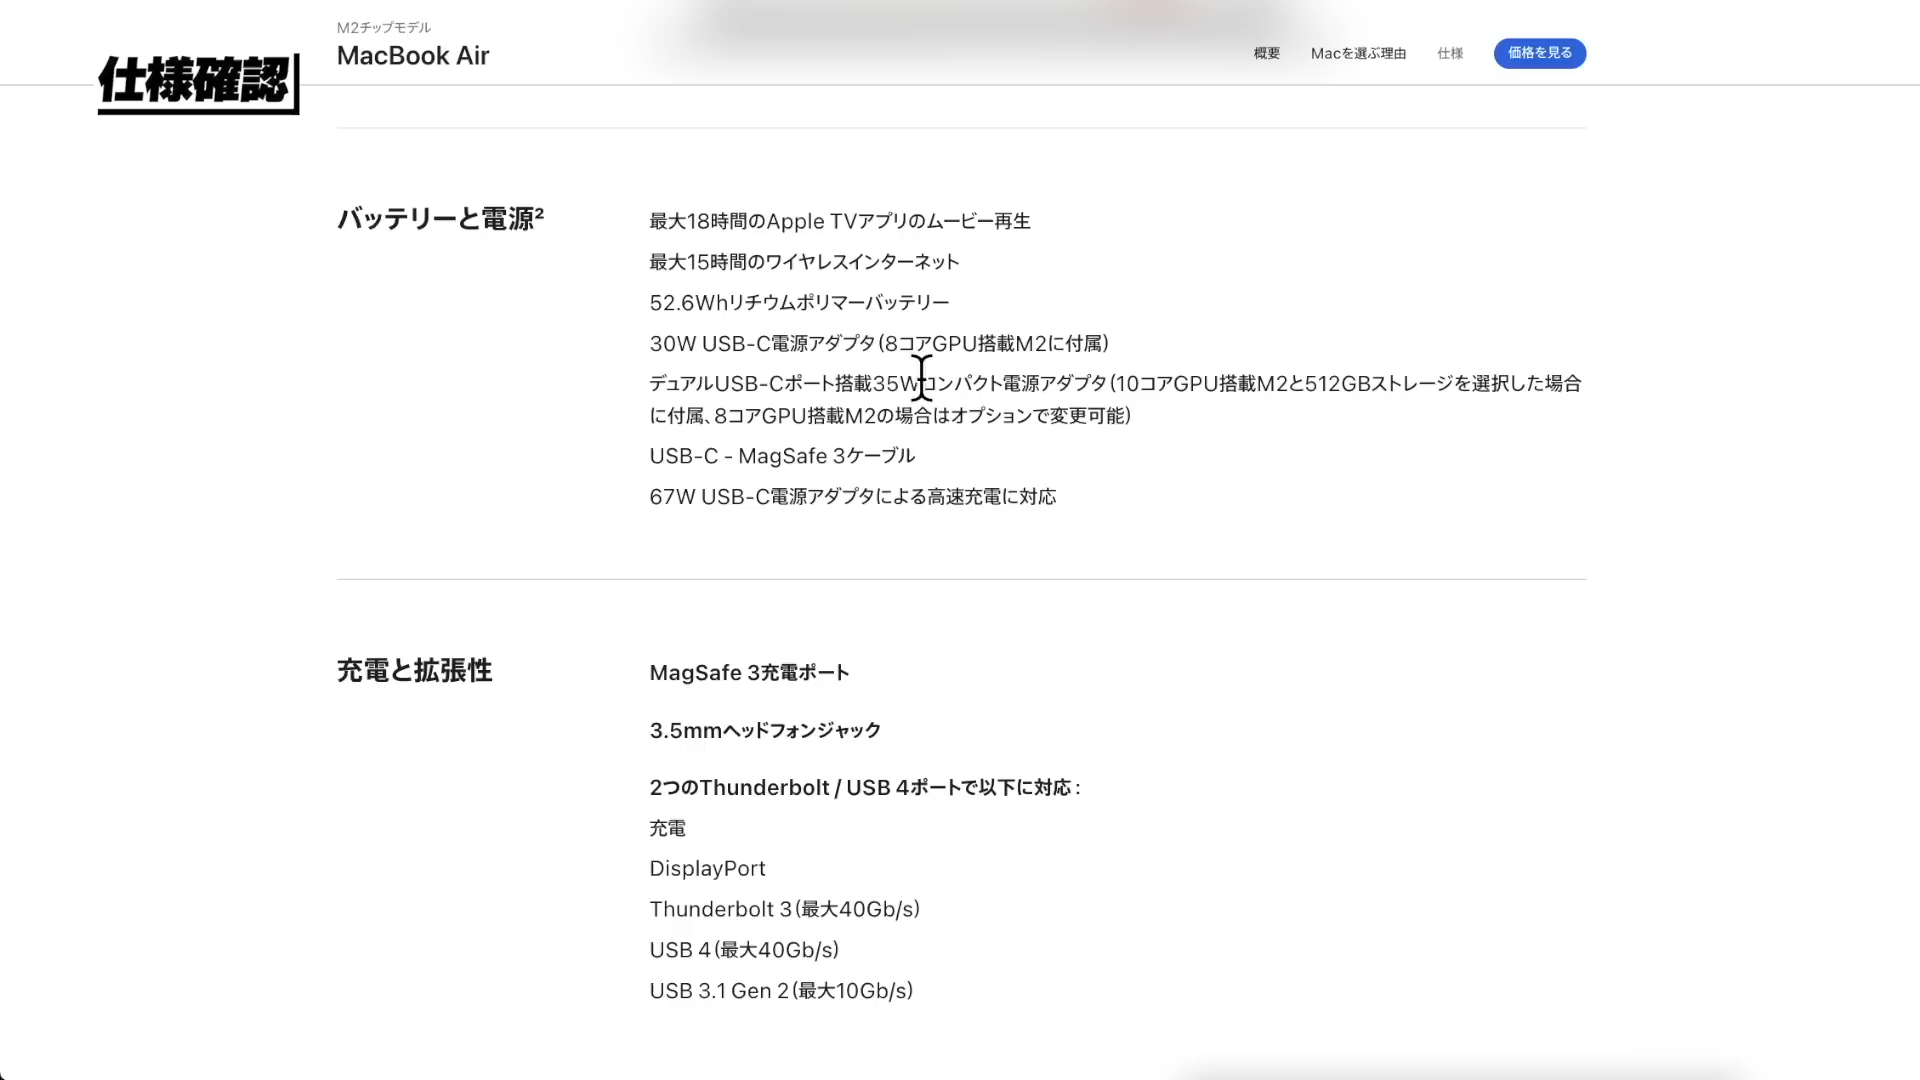 M2チップモデル
MacBook Air
概要
Macを選ぶ理由
仕様
価格を見る
仕様確認
バッテリーと電源²
最大18時間のApple TVアプリのムービー再生
最大15時間のワイヤレスインターネット
52.6Whリチウムポリマーバッテリー
30W USB-C電源アダプタ(8コアGPU搭載M2に付属)
デュアルUSB-Cポート搭載35Wコンパクト電源アダプタ(10コアGPU搭載M2と512GBストレージを選択した場合
に付属、8コアGPU搭載M2の場合はオプションで変更可能)
USB-C - MagSafe 3ケーブル
67W USB-C電源アダプタによる高速充電に対応
充電と拡張性
MagSafe 3充電ポート
3.5mmヘッドフォンジャック
2つのThunderbolt / USB 4ポートで以下に対応:
充電
DisplayPort
Thunderbolt 3(最大40Gb/s)
USB 4(最大40Gb/s)
USB 3.1 Gen 2(最大10Gb/s)